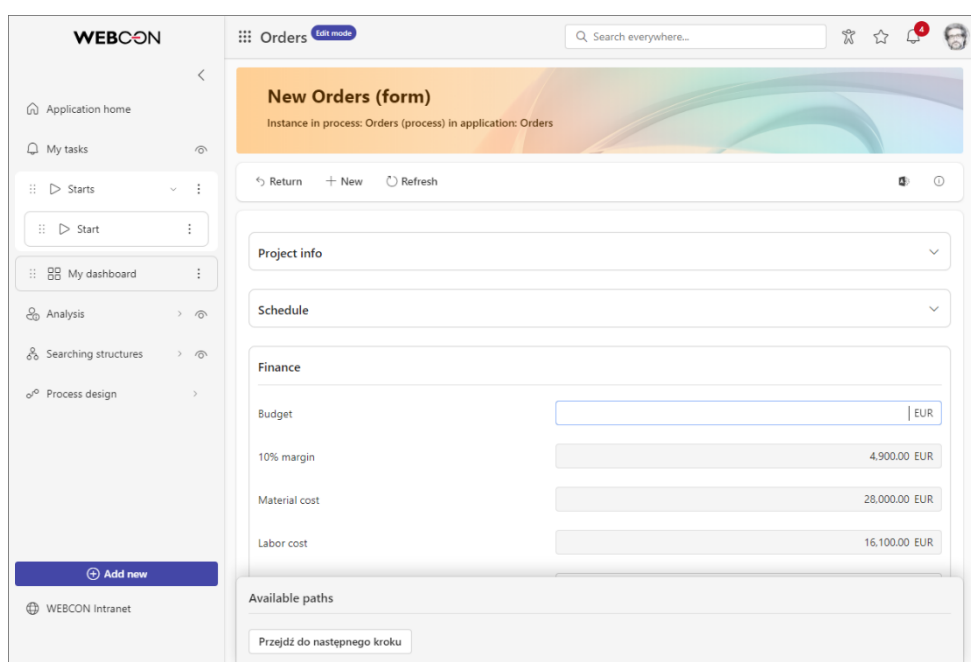 WEBCON
Orders Edit mode
Search everywhere...
4
Application home
My tasks
Starts
Start
My dashboard
Analysis
Searching structures
Process design
Add new
WEBCON Intranet
New Orders (form)
Instance in process: Orders (process) in application: Orders
Return New Refresh
Project info
Schedule
Finance
Budget EUR
10% margin 4,900.00 EUR
Material cost 28,000.00 EUR
Labor cost 16,100.00 EUR
Available paths
Przejdź do następnego kroku